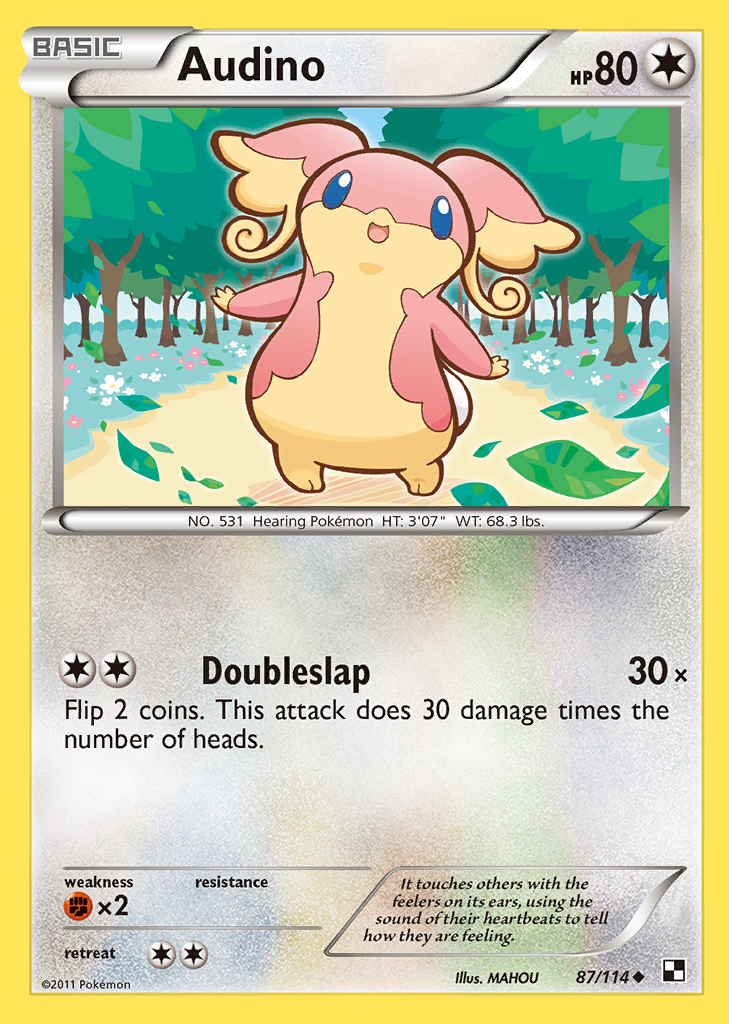 BASIC
Audino
HP80
NO. 531 Hearing Pokémon HT: 3'07" WT: 68.3 lbs.
Doubleslap 30×
Flip 2 coins. This attack does 30 damage times the
number of heads.
weakness resistance
×2
It touches others with the
feelers on its ears, using the
sound of their heartbeats to tell
how they are feeling.
retreat
©2011 Pokémon
Illus. MAHOU 87/114